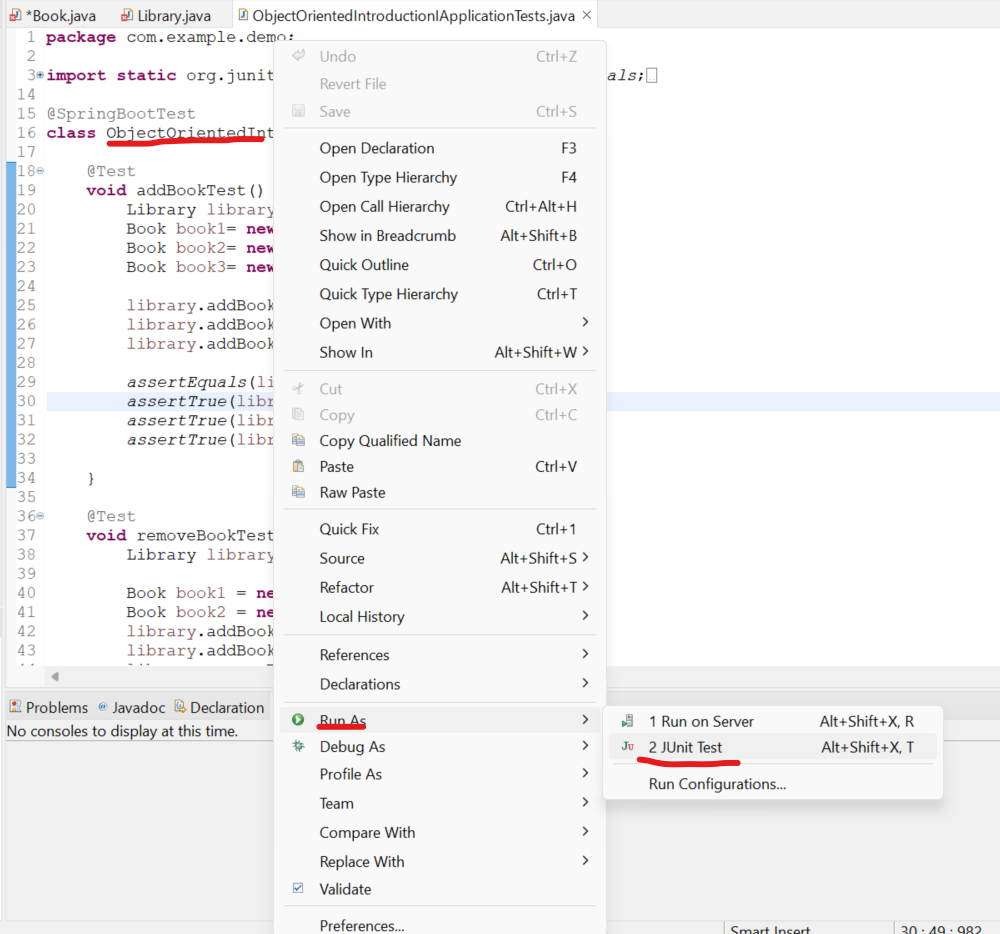 *Book.java Library.java ObjectOrientedIntroductionIApplicationTests.java
1 package com.example.demo;
2
3 import static org.junit als;
14
15 @SpringBootTest
16 class ObjectOrientedInt
17
18 @Test
19 void addBookTest()
20 Library library
21 Book book1= new
22 Book book2= new
23 Book book3= new
24
25 library.addBook
26 library.addBook
27 library.addBook
28
29 assertEquals(li
30 assertTrue(libr
31 assertTrue(libr
32 assertTrue(libr
33
34 }
35
36 @Test
37 void removeBookTest
38 Library library
39
40 Book book1 = ne
41 Book book2 = ne
42 library.addBook
43 library.addBook
Undo Ctrl+Z
Revert File
Save Ctrl+S
Open Declaration F3
Open Type Hierarchy F4
Open Call Hierarchy Ctrl+Alt+H
Show in Breadcrumb Alt+Shift+B
Quick Outline Ctrl+O
Quick Type Hierarchy Ctrl+T
Open With
Show In Alt+Shift+W
Cut Ctrl+X
Copy Ctrl+C
Copy Qualified Name
Paste Ctrl+V
Raw Paste
Quick Fix Ctrl+1
Source Alt+Shift+S
Refactor Alt+Shift+T
Local History
References
Declarations
Run As
Debug As
Profile As
Team
Compare With
Replace With
Validate
Preferences...
1 Run on Server Alt+Shift+X, R
Ju 2 JUnit Test Alt+Shift+X, T
Run Configurations...
Problems @ Javadoc Declaration
No consoles to display at this time.
Smart Insert 30 : 49 : 982